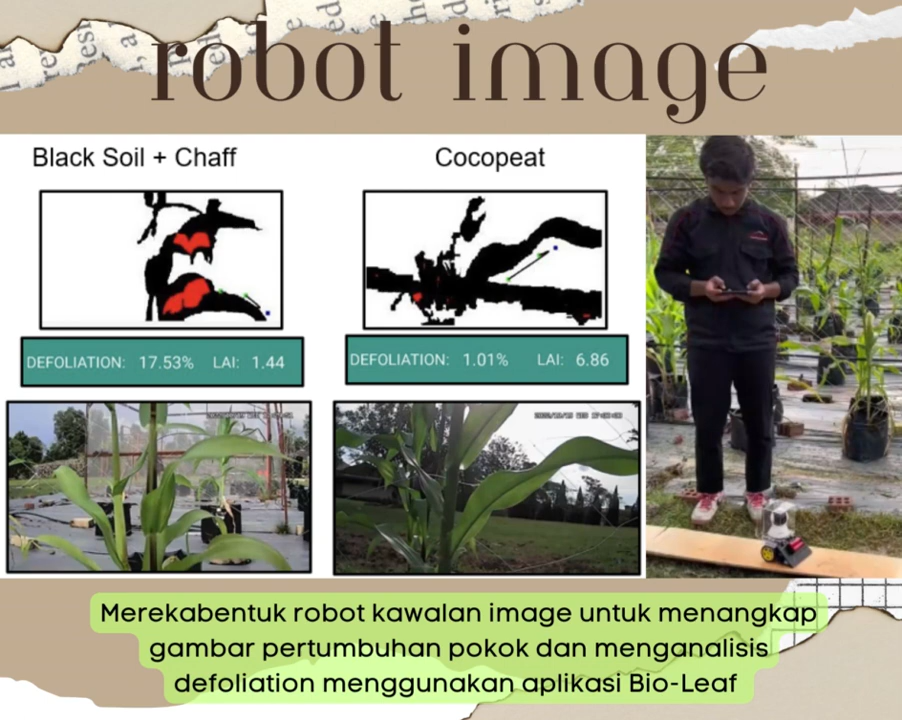 robot image
Black Soil + Chaff
Cocopeat
DEFOLIATION: 17.53% LAI: 1.44
DEFOLIATION: 1.01% LAI: 6.86
Merekabentuk robot kawalan image untuk menangkap
gambar pertumbuhan pokok dan menganalisis
defoliation menggunakan aplikasi Bio-Leaf